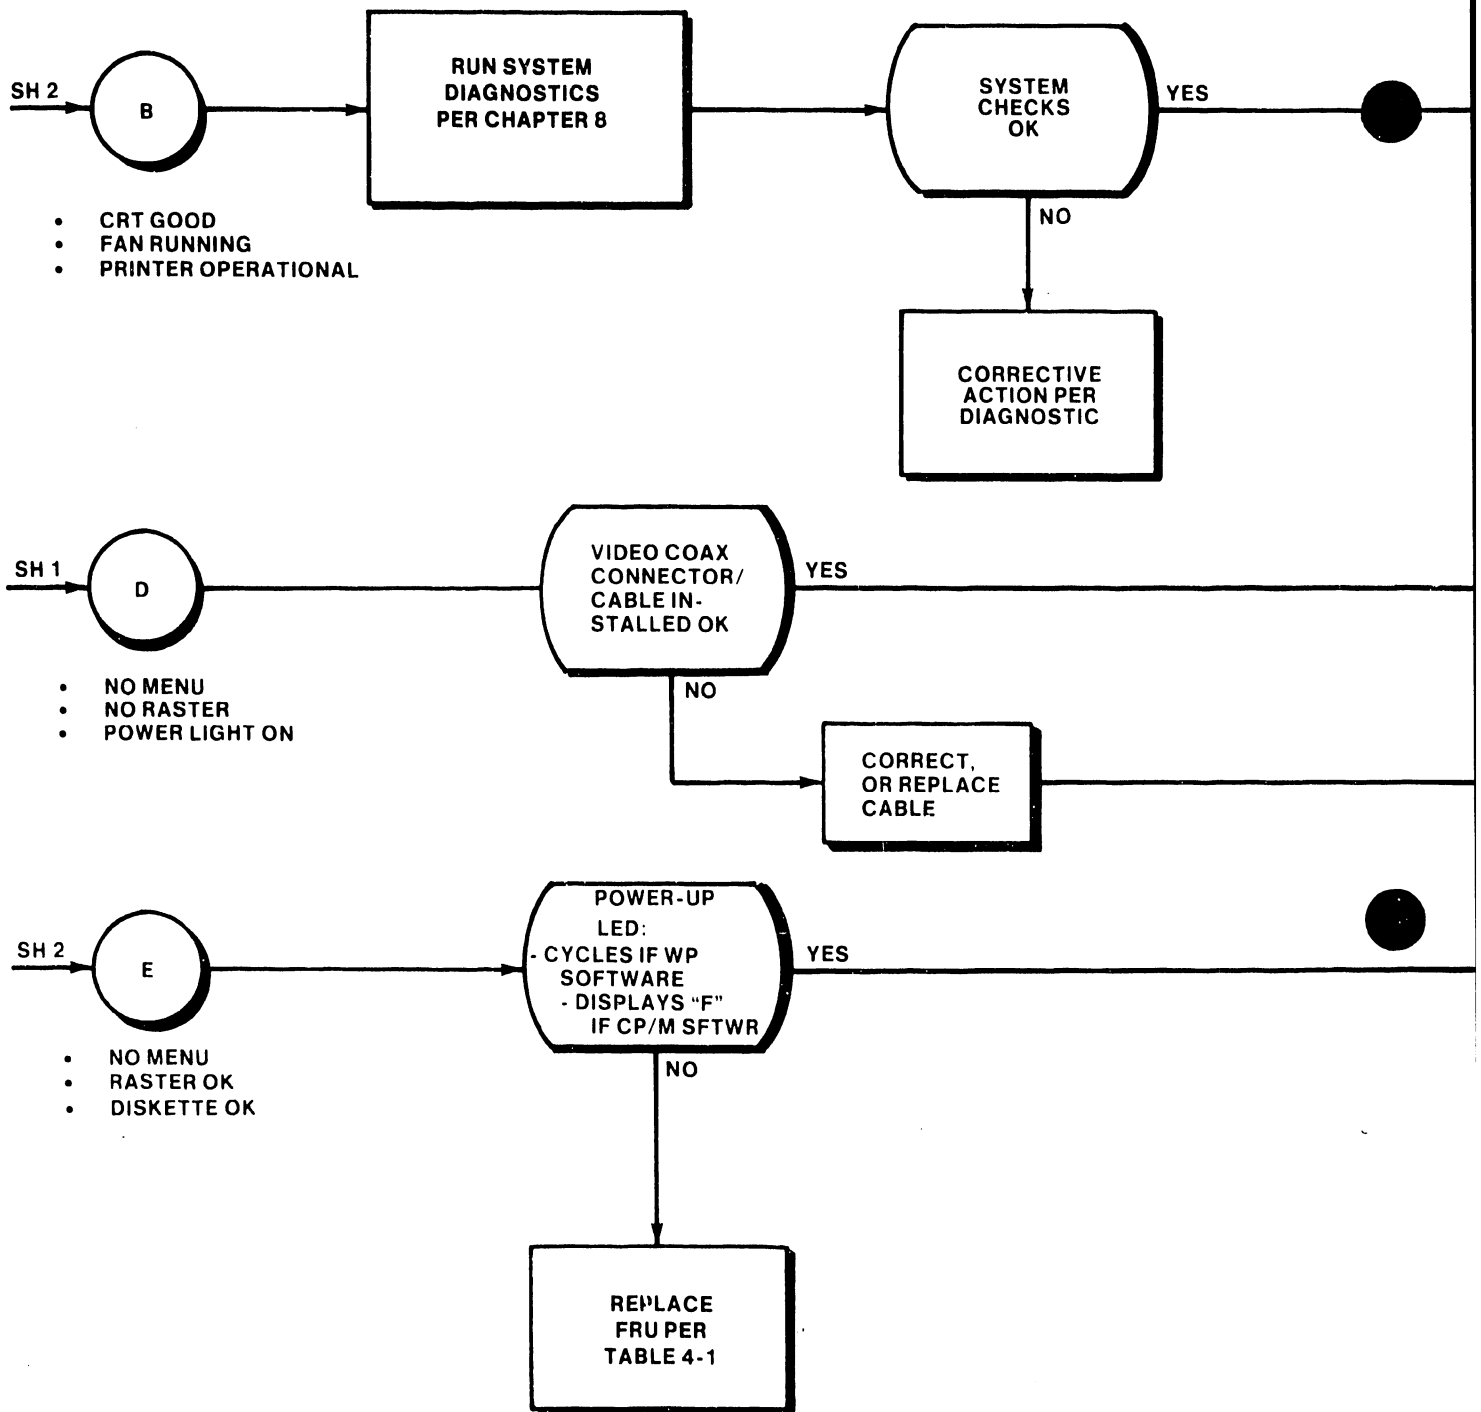 SH 2
B
RUN SYSTEM
DIAGNOSTICS
PER CHAPTER 8
SYSTEM
CHECKS
OK
YES
NO
• CRT GOOD
• FAN RUNNING
• PRINTER OPERATIONAL
CORRECTIVE
ACTION PER
DIAGNOSTIC
SH 1
D
VIDEO COAX
CONNECTOR/
CABLE IN-
STALLED OK
YES
NO
• NO MENU
• NO RASTER
• POWER LIGHT ON
CORRECT,
OR REPLACE
CABLE
SH 2
E
POWER-UP
LED:
- CYCLES IF WP
SOFTWARE
- DISPLAYS “F”
IF CP/M SFTWR
YES
NO
• NO MENU
• RASTER OK
• DISKETTE OK
REPLACE
FRU PER
TABLE 4-1